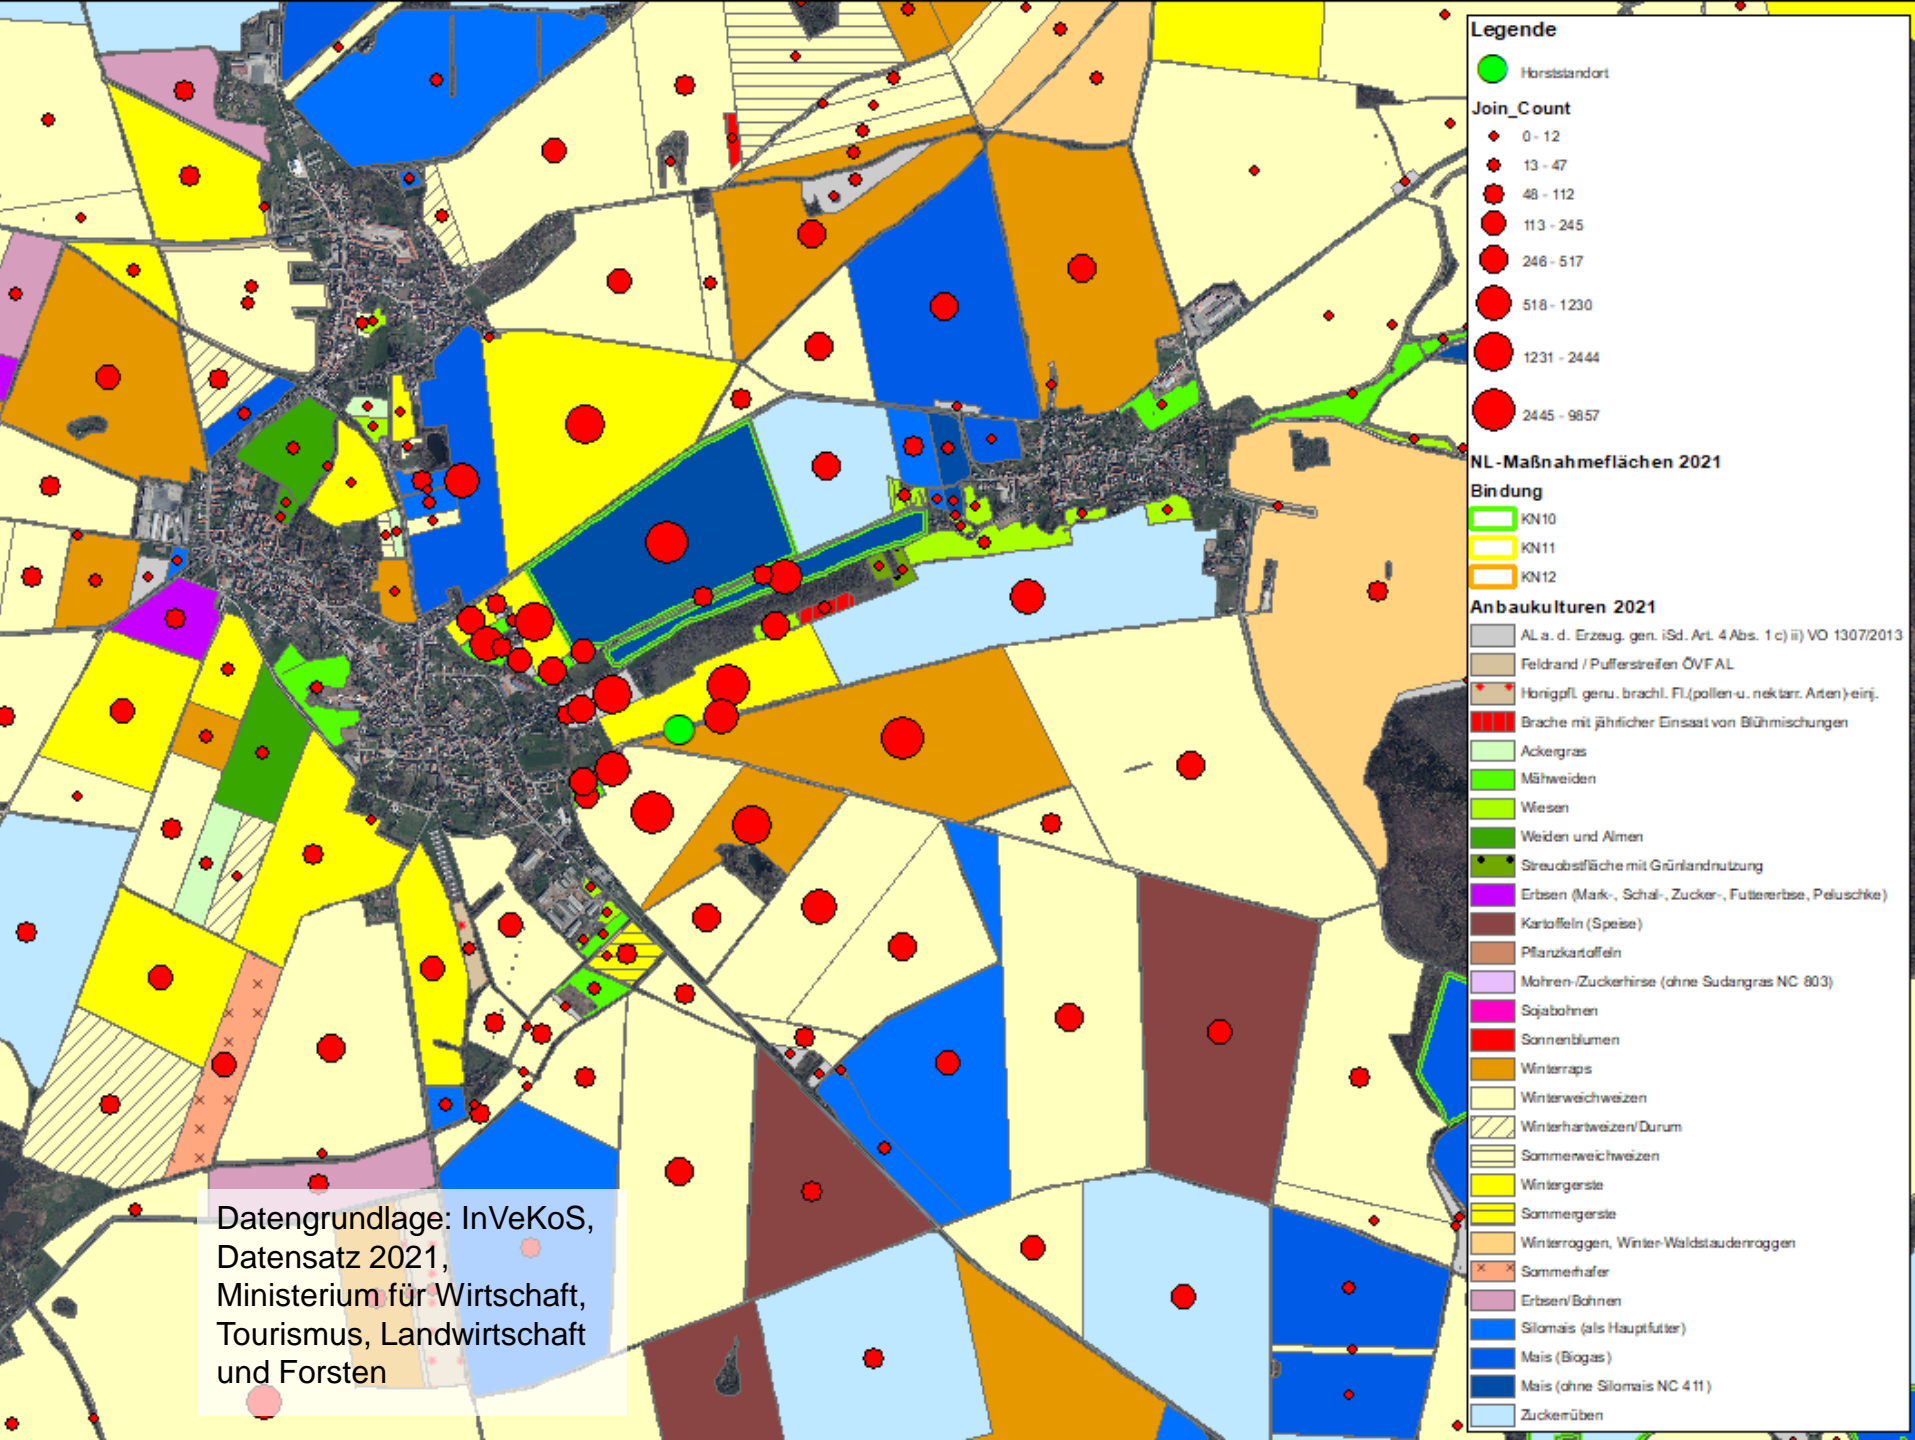 Legende
Horststandort
Join_Count
0 - 12
13 - 47
48 - 112
113 - 245
246 - 517
518 - 1230
1231 - 2444
2445 - 9857
NL-Maßnahmeflächen 2021
Bindung
KN10
KN11
KN12
Anbaukulturen 2021
AL a. d. Erzeug. gen. iSd. Art. 4 Abs. 1 c) ii) VO 1307/2013
Feldrand / Pufferstreifen ÖVF AL
Honigpfl. genu. brachl. Fl.(pollen-u. nektarr. Arten)-einj.
Brache mit jährlicher Einsaat von Blühmischungen
Ackergras
Mähweiden
Wiesen
Weiden und Almen
Streuobstfläche mit Grünlandnutzung
Erbsen (Mark-, Schal-, Zucker-, Futtererbse, Peluschke)
Kartoffeln (Speise)
Pflanzkartoffeln
Mohren-/Zuckerhirse (ohne Sudangras NC 803)
Sojabohnen
Sonnenblumen
Winterraps
Winterweichweizen
Winterhartweizen/Durum
Sommerweichweizen
Wintergerste
Sommergerste
Winterroggen, Winter-Waldstaudenroggen
Sommerhafer
Erbsen/Bohnen
Silomais (als Hauptfutter)
Mais (Biogas)
Mais (ohne Silomais NC 411)
Zuckerrüben
Datengrundlage: InVeKoS,
Datensatz 2021,
Ministerium für Wirtschaft,
Tourismus, Landwirtschaft
und Forsten